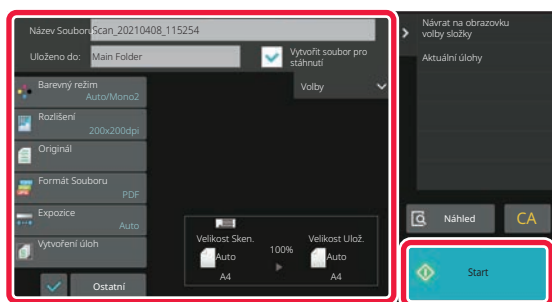 Název Souboru
Scan_20210408_115254
Uloženo do:
Main Folder
Vytvořit soubor pro
stáhnutí
Volby
Barevný režim
Auto/Mono2
Rozlišení
200x200dpi
Originál
Formát Souboru
PDF
Expozice
Auto
Vytvoření úloh
Ostatní
Velikost Sken.
Auto
A4
100%
Velikost Ulož.
Auto
A4
Návrat na obrazovku
volby složky
Aktuální úlohy
Náhled
CA
Start